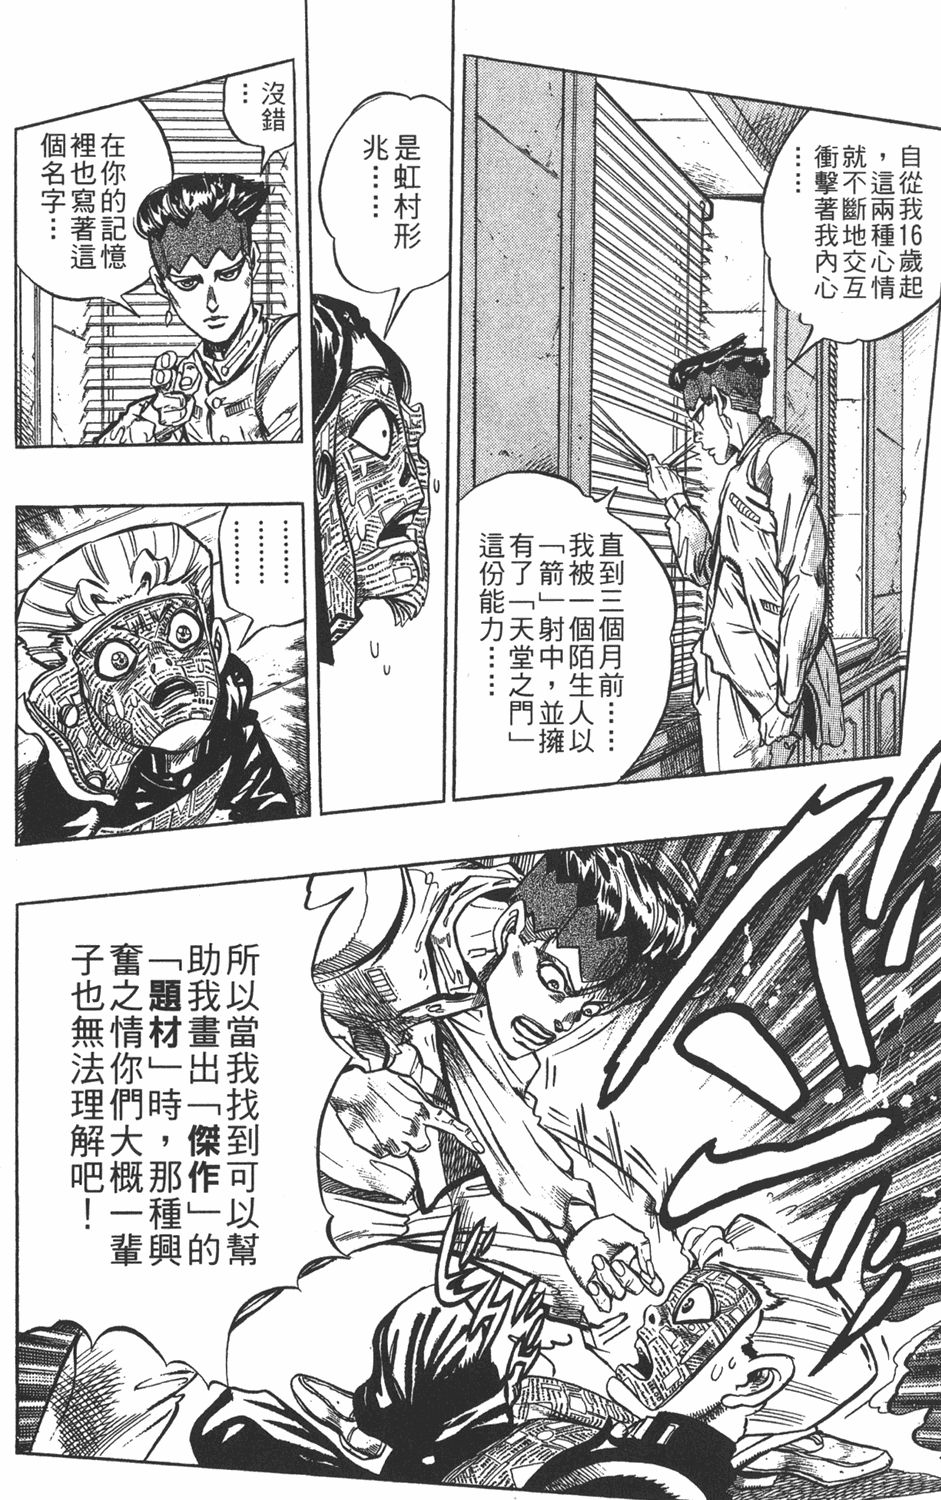 自從我16歲起
，這兩種心情
就不斷地交互
衝擊著我內心
……
直到三個月前……
我被一個陌生人以
「箭」射中，並擁
有了「天堂之門」
這份能力……
是虹村形
兆……
沒錯
…
在你的記憶
裡也寫著這
個名字…
………
………
所以當我找到可以幫
助我畫出「傑作」的
「題材」時，那種興
奮之情你們大概一輩
子也無法理解吧！